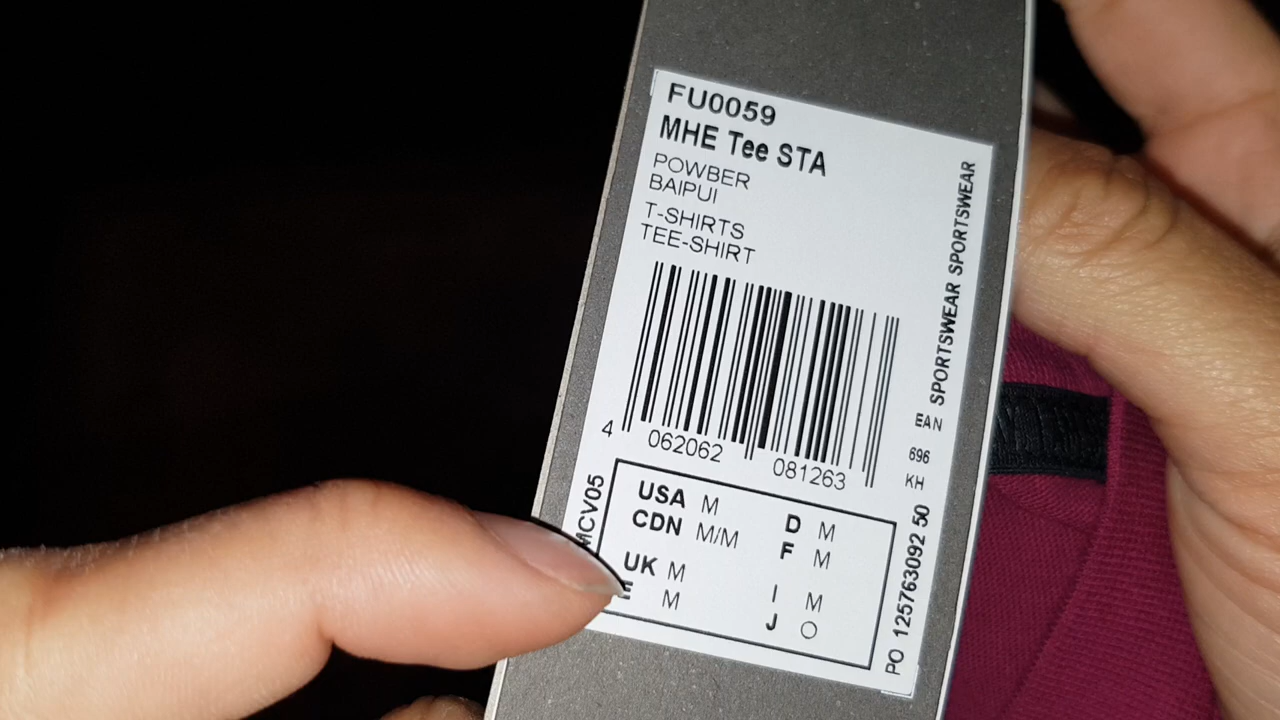 FU0059
MHE Tee STA
POWBER
BAIPUI
T-SHIRTS
TEE-SHIRT
4 062062 081263
SPORTSWEAR SPORTSWEAR
EAN
696
KH
PO 125763092 50
MCV05
USA M D M
CDN M/M F M
UK M I M
E M J O